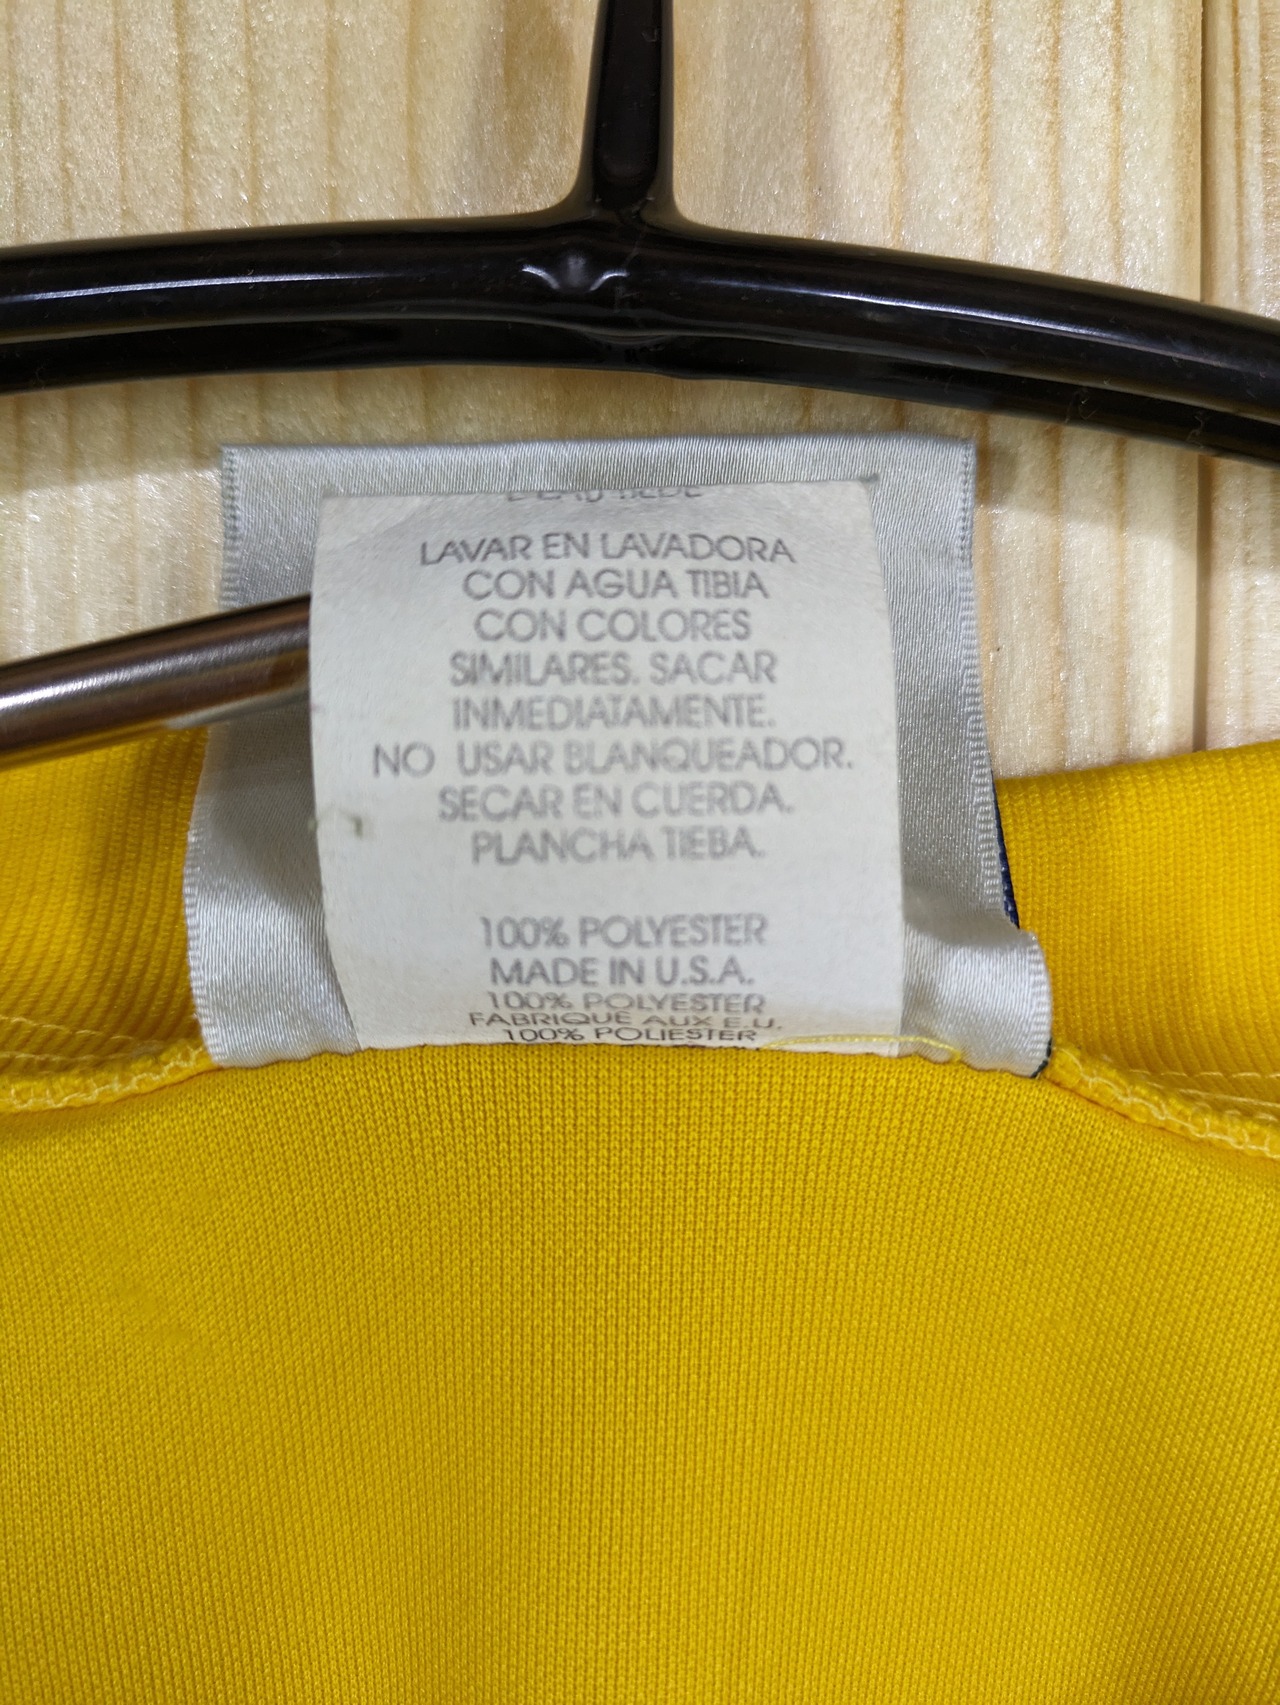 LAVAR EN LAVADORA
CON AGUA TIBIA
CON COLORES
SIMILARES. SACAR
INMEDIATAMENTE.
NO USAR BLANQUEADOR.
SECAR EN CUERDA.
PLANCHA TIEBA.
100% POLYESTER
MADE IN U.S.A.
100% POLYESTER
FABRIQUE AUX E.U.
100% POLIESTER